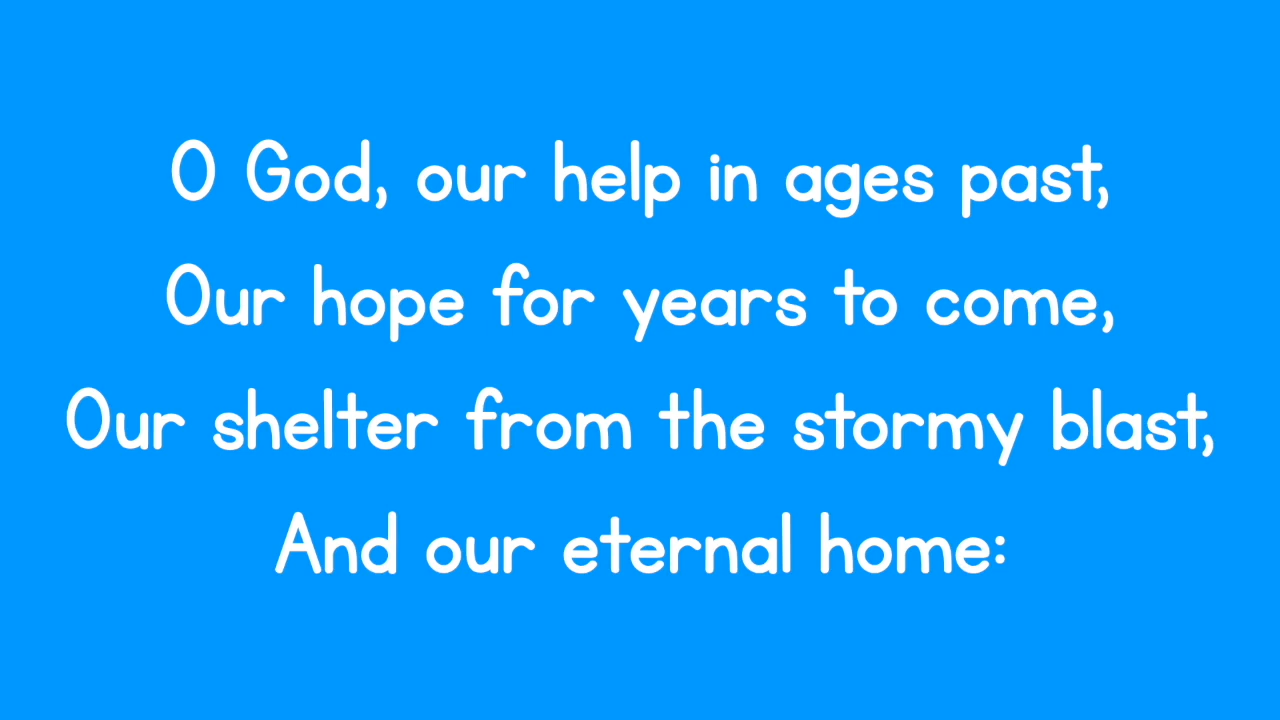 O God, our help in ages past,
Our hope for years to come,
Our shelter from the stormy blast,
And our eternal home: